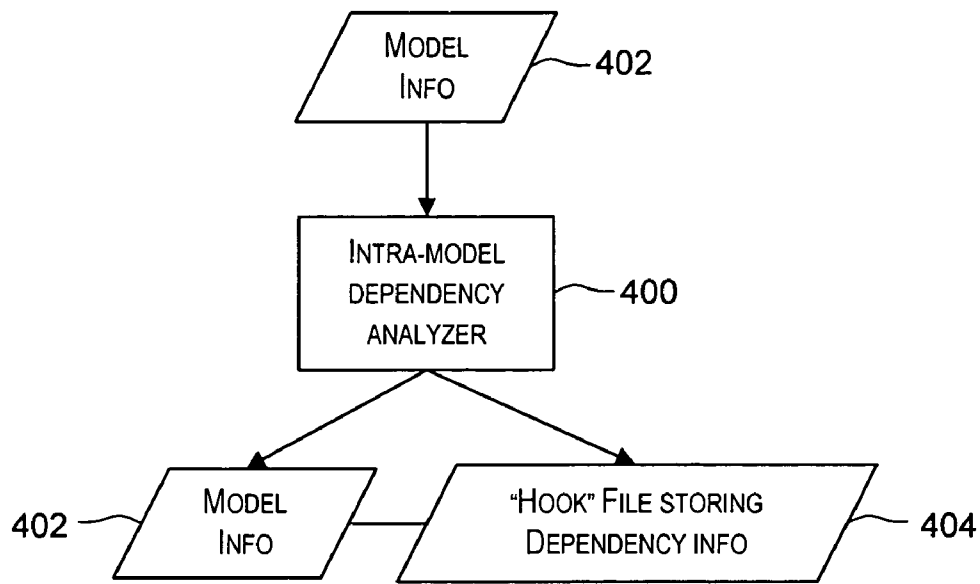 MODEL
INFO
402
INTRA-MODEL
DEPENDENCY
ANALYZER
400
402
MODEL
INFO
"HOOK" FILE STORING
DEPENDENCY INFO
404